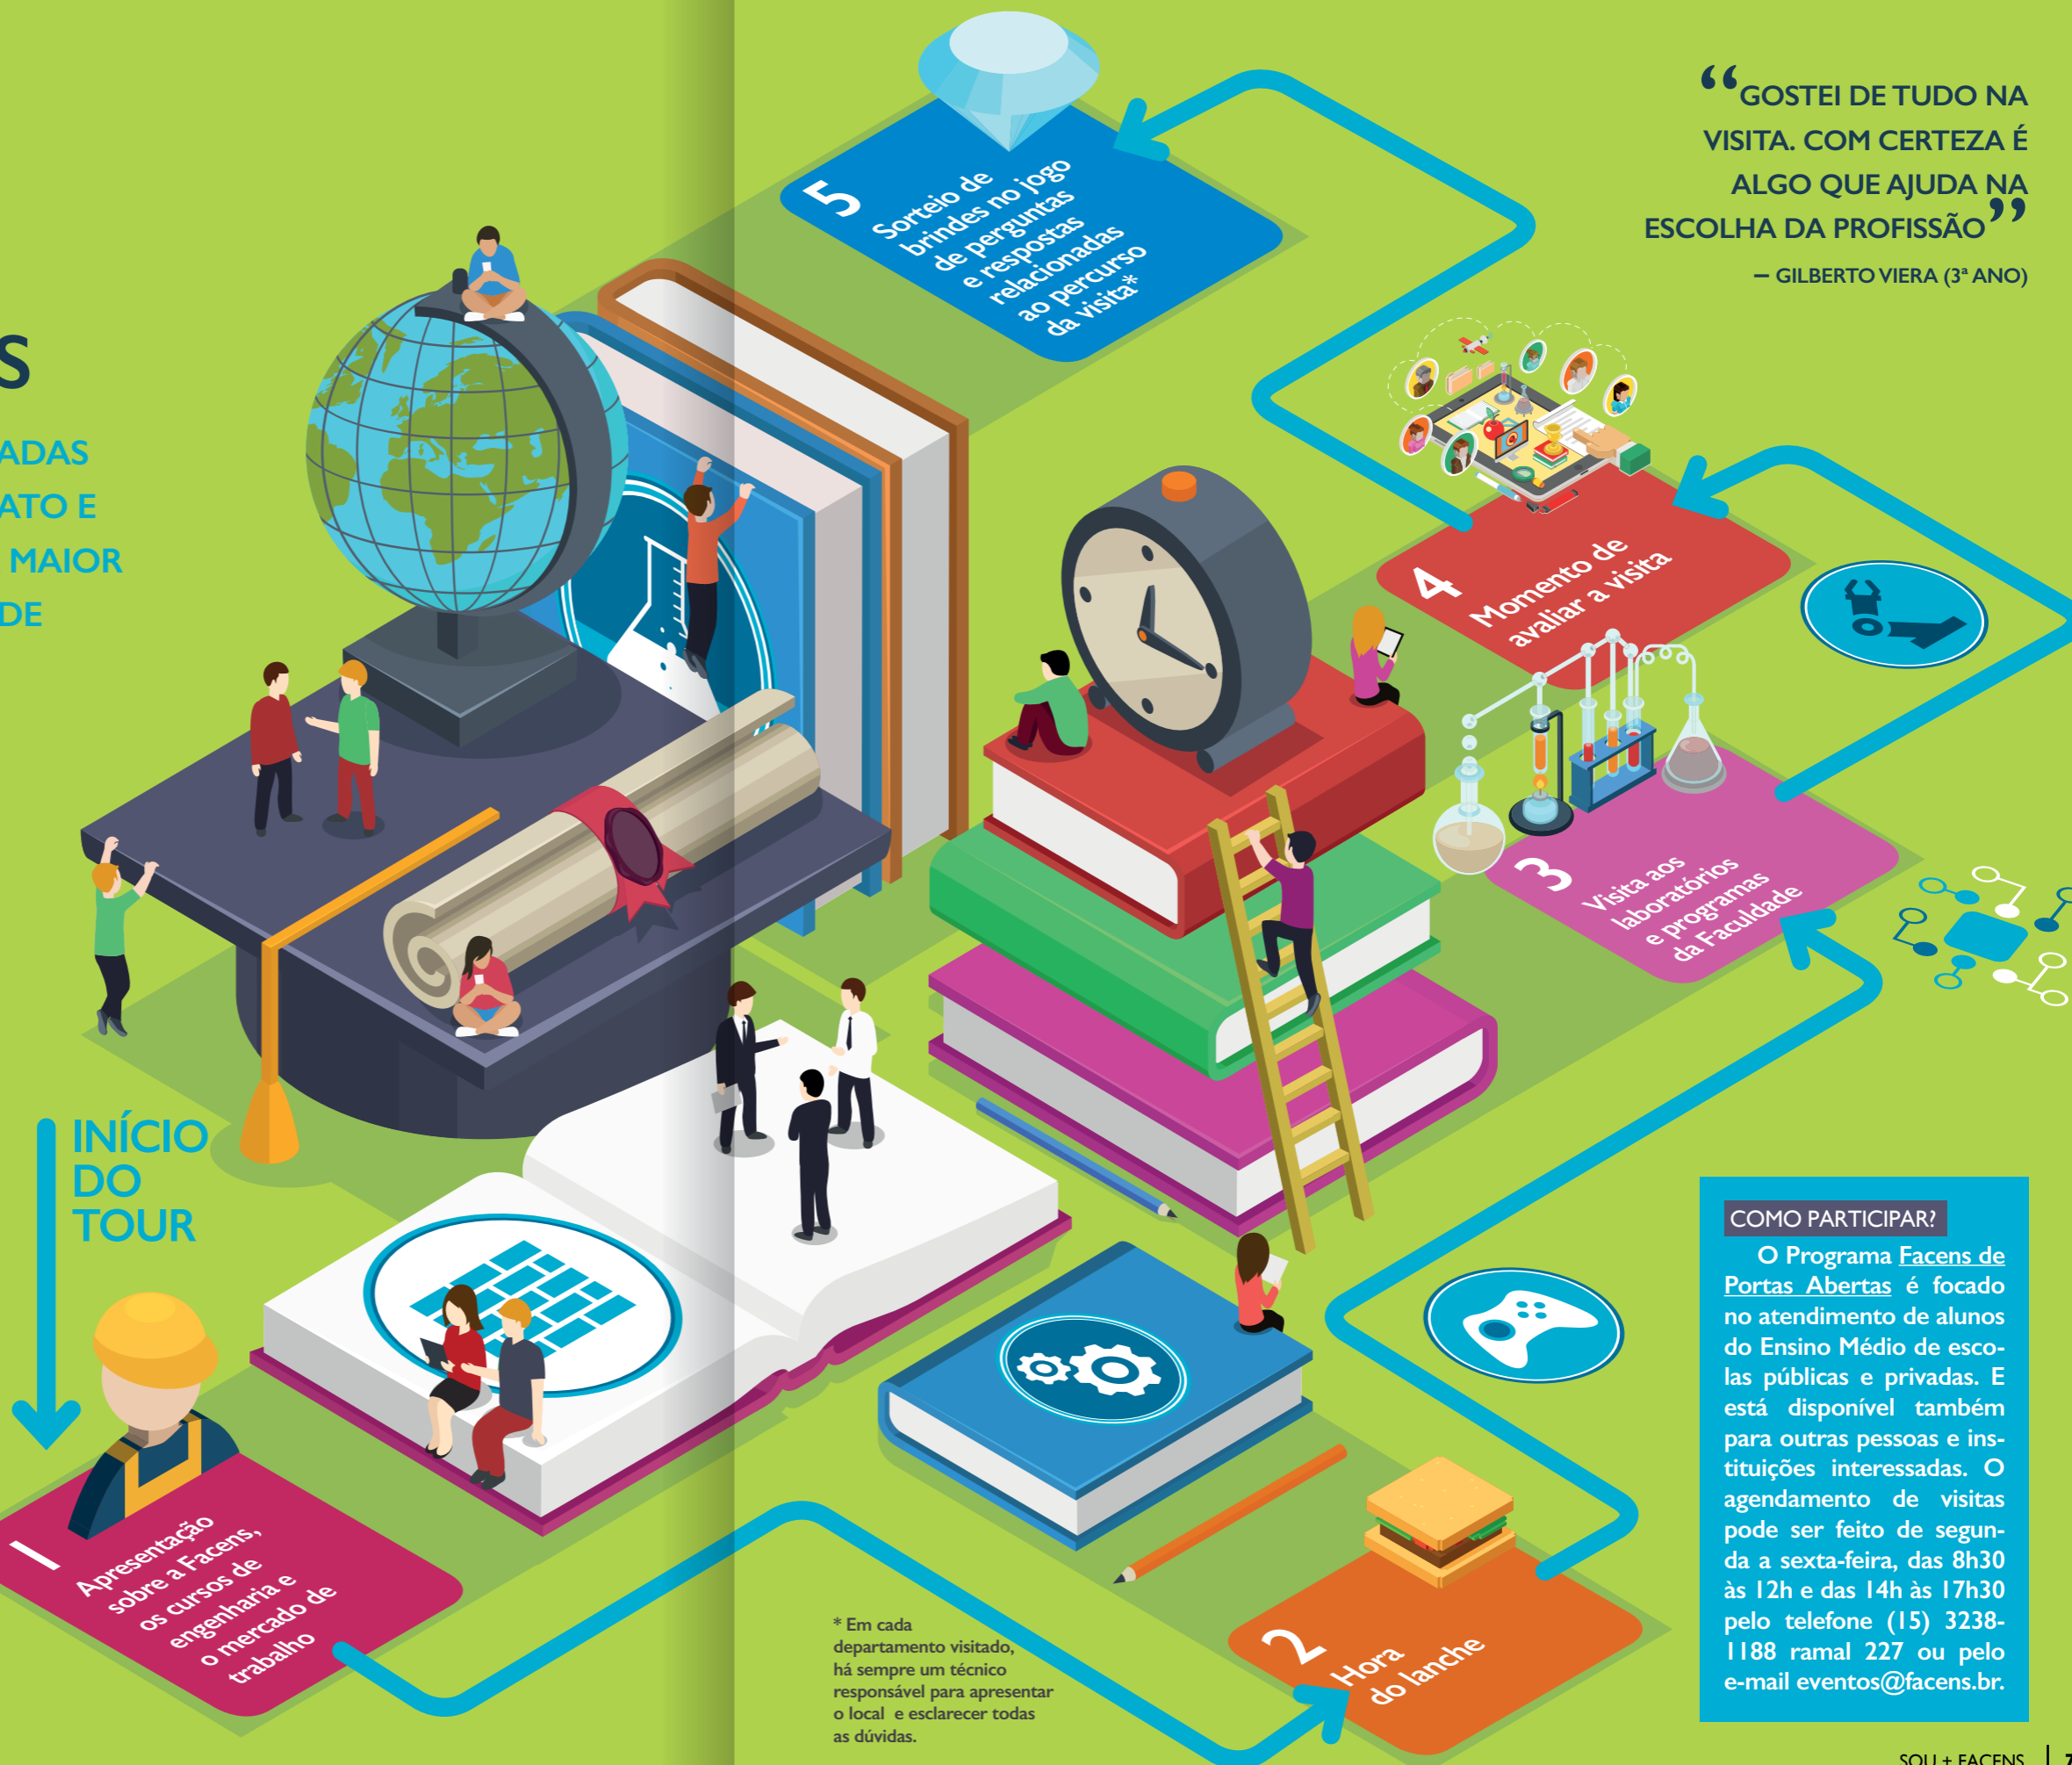 S
ADAS
ATO E
MAIOR
DE
INÍCIO
DO
TOUR
1
Apresentação
sobre a Facens,
os cursos de
engenharia e
o mercado de
trabalho
2
Hora
do lanche
3
Visita aos
laboratórios
e programas
da Faculdade
4
Momento de
avaliar a visita
5
Sorteio de
brindes no jogo
de perguntas
e respostas
relacionadas
ao percurso
da visita*
* Em cada
departamento visitado,
há sempre um técnico
responsável para apresentar
o local e esclarecer todas
as dúvidas.
“GOSTEI DE TUDO NA
VISITA. COM CERTEZA É
ALGO QUE AJUDA NA
ESCOLHA DA PROFISSÃO”
– GILBERTO VIERA (3ª ANO)
COMO PARTICIPAR?
O Programa Facens de
Portas Abertas é focado
no atendimento de alunos
do Ensino Médio de esco-
las públicas e privadas. E
está disponível também
para outras pessoas e ins-
tituições interessadas. O
agendamento de visitas
pode ser feito de segun-
da a sexta-feira, das 8h30
às 12h e das 14h às 17h30
pelo telefone (15) 3238-
1188 ramal 227 ou pelo
e-mail eventos@facens.br.
SOU + FACENS | 7